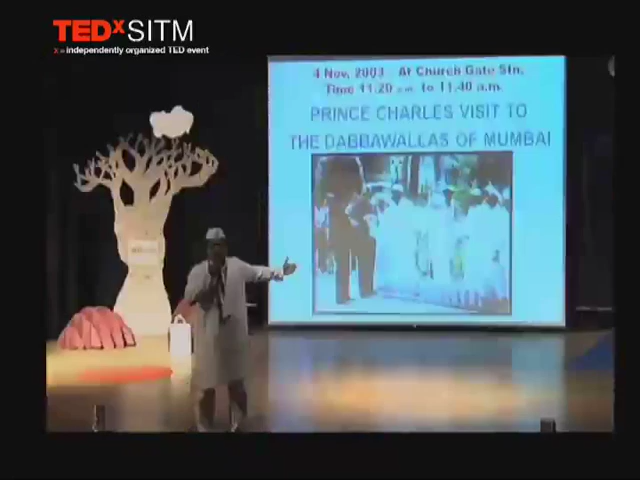 TEDxSITM
x = independently organized TED event
4 Nov, 2003 At Church Gate Stn.
Time 11.20 a.m. to 11.40 a.m.
PRINCE CHARLES VISIT TO
THE DABBAWALLAS OF MUMBAI